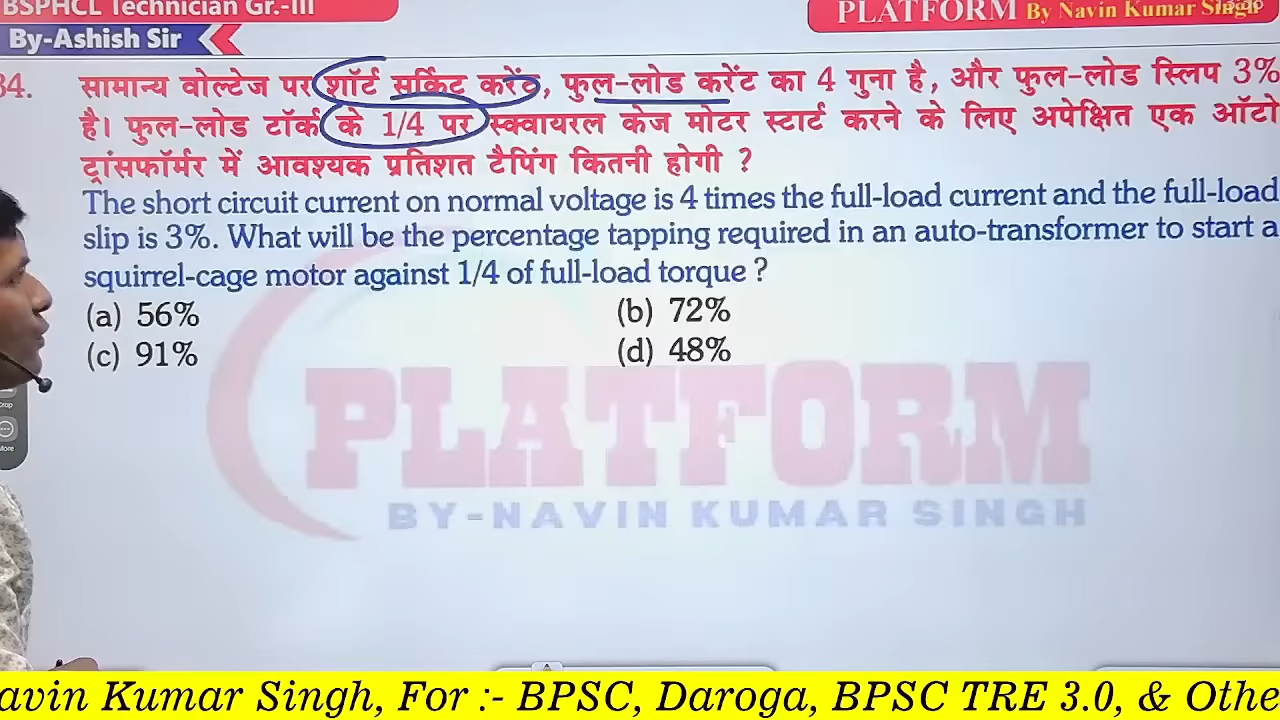 BSPHCL Technician Gr.-III
PLATFORM By Navin Kumar Singh
By-Ashish Sir
34. सामान्य वोल्टेज पर शॉर्ट सर्किट करेंट, फुल-लोड करेंट का 4 गुना है, और फुल-लोड स्लिप 3%
है। फुल-लोड टॉर्क के 1/4 पर स्क्वायरल केज मोटर स्टार्ट करने के लिए अपेक्षित एक ऑटो
ट्रांसफॉर्मर में आवश्यक प्रतिशत टैपिंग कितनी होगी ?
The short circuit current on normal voltage is 4 times the full-load current and the full-load
slip is 3%. What will be the percentage tapping required in an auto-transformer to start a
squirrel-cage motor against 1/4 of full-load torque ?
(a) 56% (b) 72%
(c) 91% (d) 48%
PLATFORM
BY-NAVIN KUMAR SINGH
More
avin Kumar Singh, For :- BPSC, Daroga, BPSC TRE 3.0, & Othe